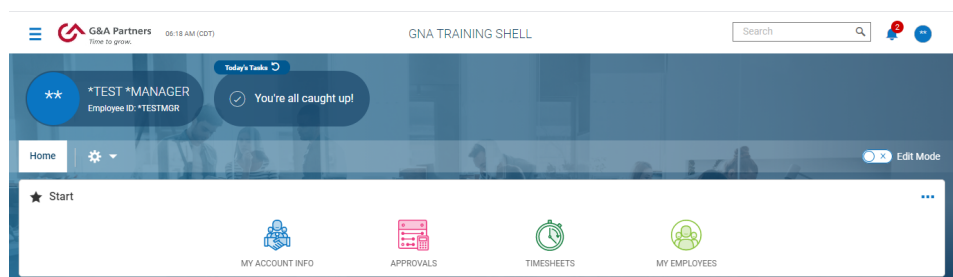 G&A Partners
Time to grow.
06:18 AM (CDT)
GNA TRAINING SHELL
Search
2
**
Today's Tasks
**
*TEST *MANAGER
Employee ID: *TESTMGR
You're all caught up!
Home
Edit Mode
Start
MY ACCOUNT INFO
APPROVALS
TIMESHEETS
MY EMPLOYEES